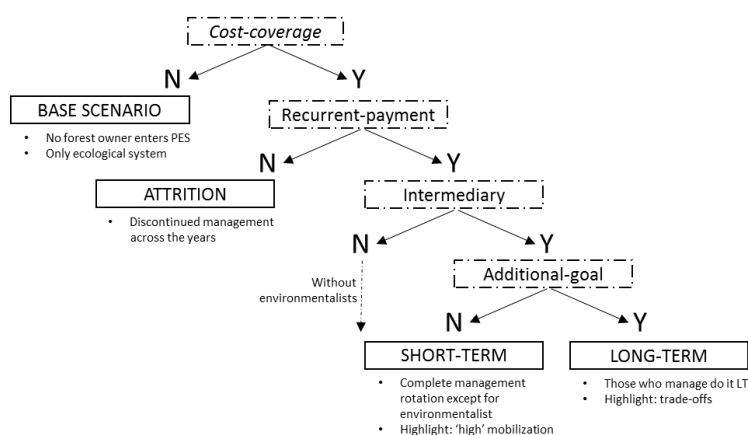 Cost-coverage
N
Y
BASE SCENARIO
• No forest owner enters PES
• Only ecological system
Recurrent-payment
N
Y
ATTRITION
• Discontinued management
across the years
Intermediary
N
Y
Without
environmentalists
Additional-goal
N
Y
SHORT-TERM
• Complete management
rotation except for
environmentalist
• Highlight: ‘high’ mobilization
LONG-TERM
• Those who manage do it LT
• Highlight: trade-offs